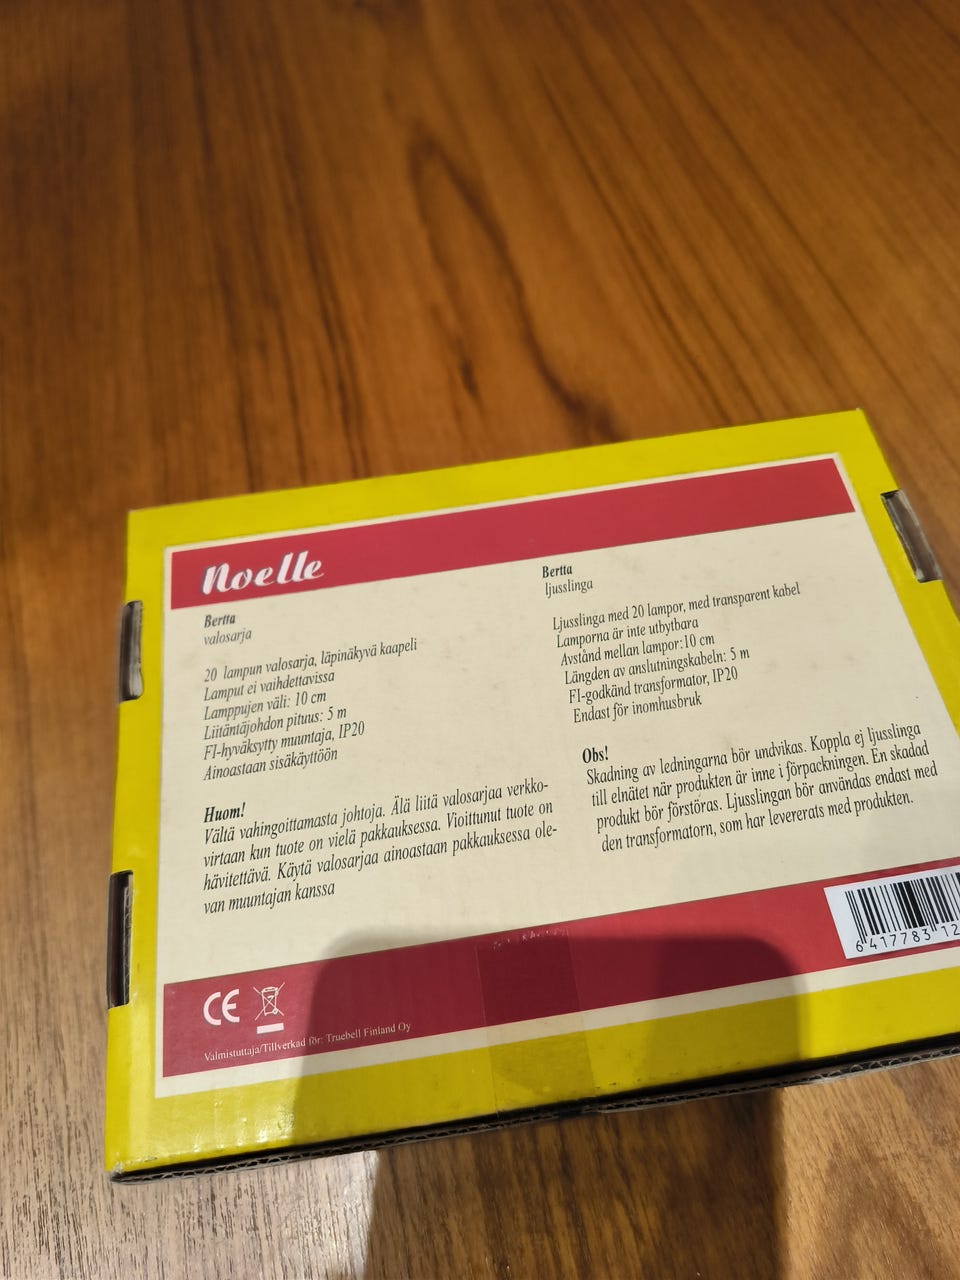 Noelle
Bertta
valosarja
20 lampun valosarja, läpinäkyvä kaapeli
Lamput ei vaihdettavissa
Lamppujen väli: 10 cm
Liitäntäjohdon pituus: 5 m
FI-hyväksytty muuntaja, IP20
Ainoastaan sisäkäyttöön
Huom!
Vältä vahingoittamasta johtoja. Älä liitä valosarjaa verkko-
virtaan kun tuote on vielä pakkauksessa. Vioittunut tuote on
hävitettävä. Käytä valosarjaa ainoastaan pakkauksessa ole-
van muuntajan kanssa
Bertta
ljusslinga
Ljusslinga med 20 lampor, med transparent kabel
Lamporna är inte utbytbara
Avstånd mellan lampor:10 cm
Längden av anslutningskabeln: 5 m
FI-godkänd transformator, IP20
Endast för inomhusbruk
Obs!
Skadning av ledningarna bör undvikas. Koppla ej ljusslinga
till elnätet när produkten är inne i förpackningen. En skadad
produkt bör förstöras. Ljusslingan bör användas endast med
den transformatorn, som har levererats med produkten.
6 417783 12
CE
Valmistuttaja/Tillverkad för: Truebell Finland Oy